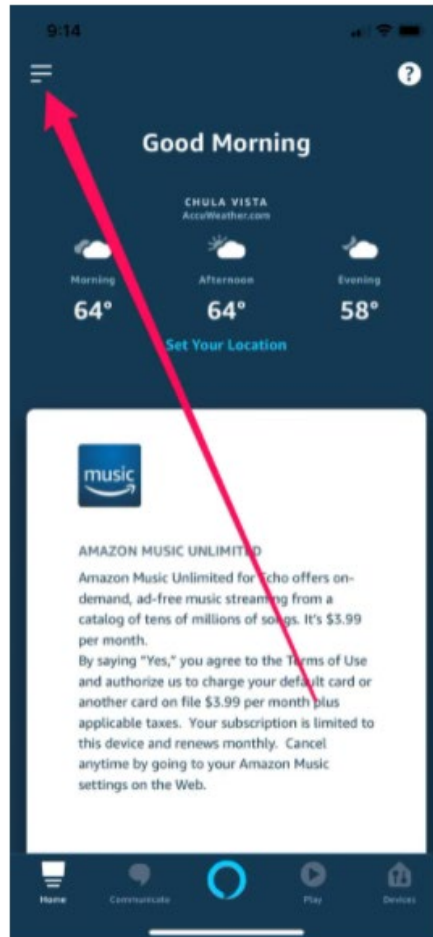 9:14
?
Good Morning
CHULA VISTA
AccuWeather.com
Morning Afternoon Evening
64° 64° 58°
Set Your Location
music
AMAZON MUSIC UNLIMITED
Amazon Music Unlimited for Echo offers on-
demand, ad-free music streaming from a
catalog of tens of millions of songs. It's $3.99
per month.
By saying "Yes," you agree to the Terms of Use
and authorize us to charge your default card or
another card on file $3.99 per month plus
applicable taxes. Your subscription is limited to
this device and renews monthly. Cancel
anytime by going to your Amazon Music
settings on the Web.
Home Communicate Play Devices